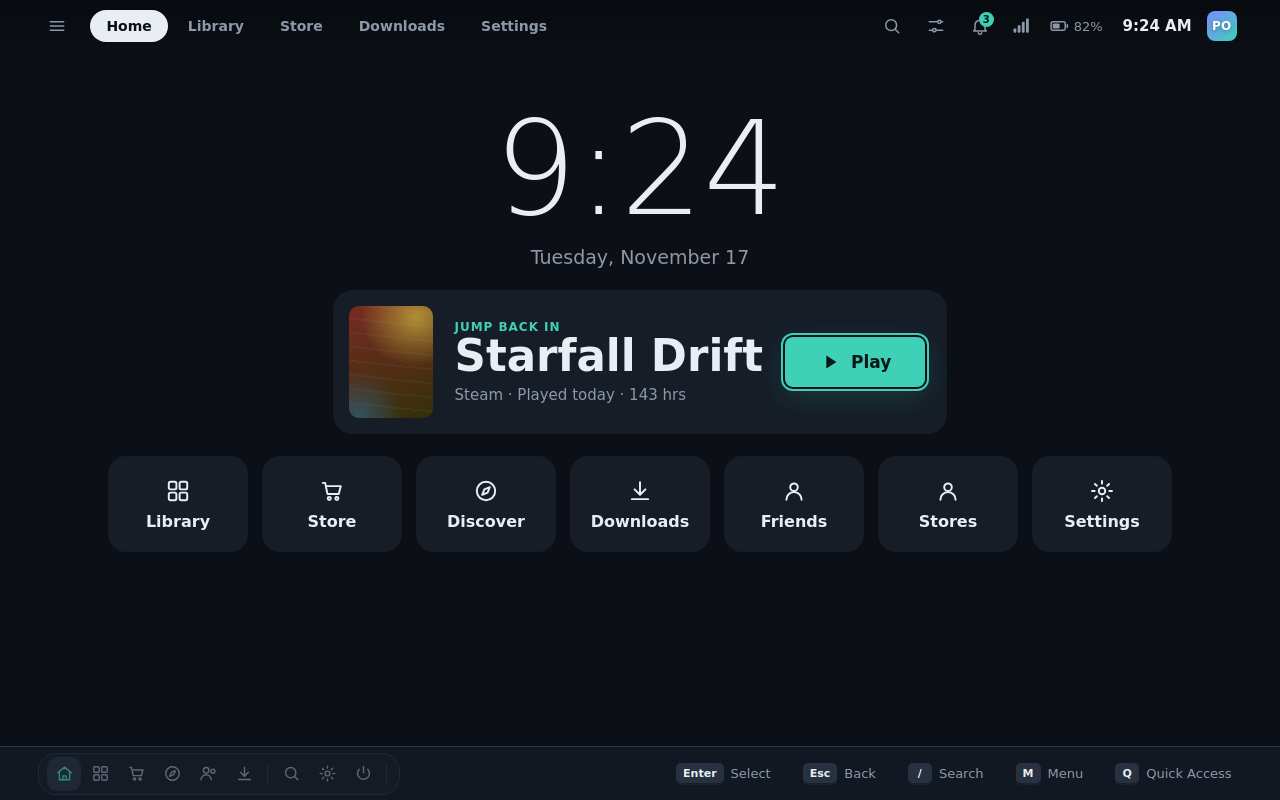 Home Library Store Downloads Settings 3 82% 9:24 AM PO
9:24
Tuesday, November 17
JUMP BACK IN
Starfall Drift
Steam · Played today · 143 hrs
Play
Library Store Discover Downloads Friends Stores Settings
Enter Select Esc Back / Search M Menu Q Quick Access